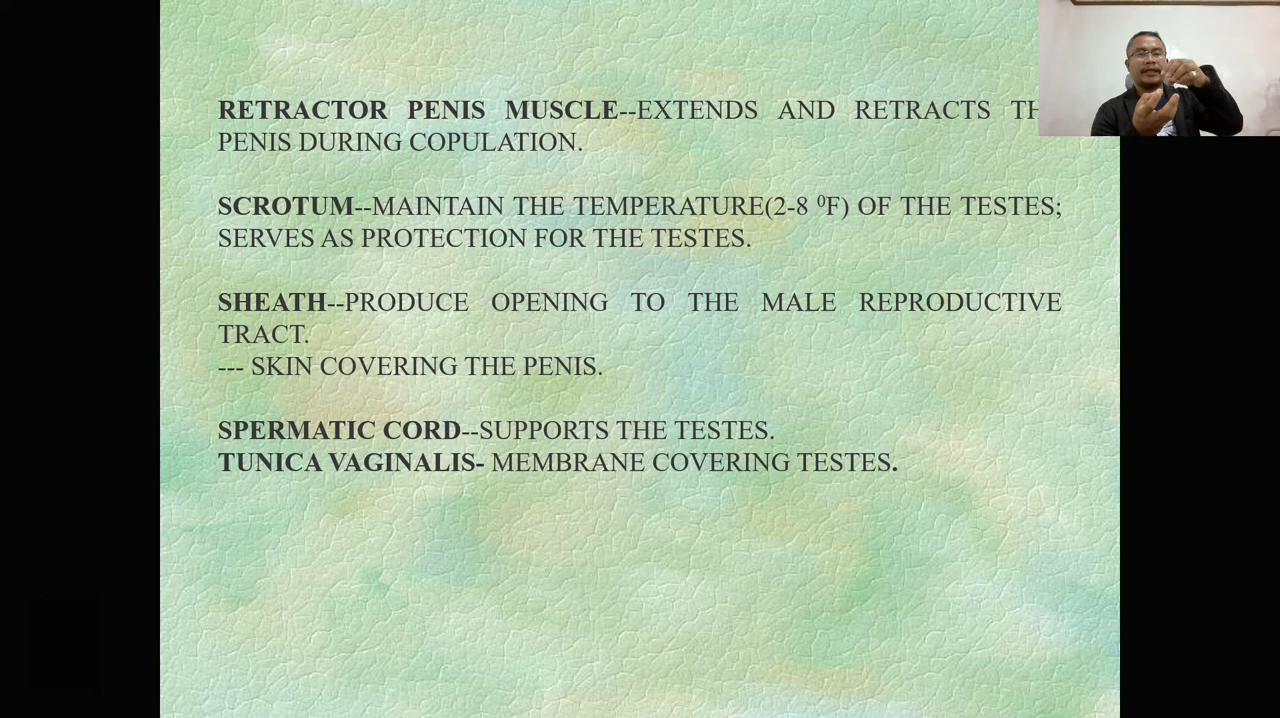 RETRACTOR PENIS MUSCLE--EXTENDS AND RETRACTS
PENIS DURING COPULATION.
SCROTUM--MAINTAIN THE TEMPERATURE(2-8 ⁰F) OF THE TESTES;
SERVES AS PROTECTION FOR THE TESTES.
SHEATH--PRODUCE OPENING TO THE MALE REPRODUCTIVE
TRACT.
--- SKIN COVERING THE PENIS.
SPERMATIC CORD--SUPPORTS THE TESTES.
TUNICA VAGINALIS- MEMBRANE COVERING TESTES.